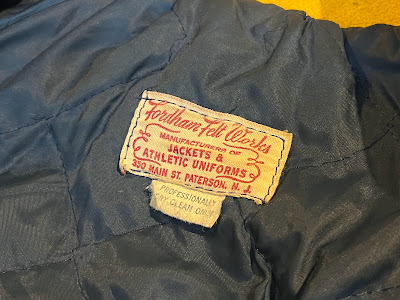 Fordham Felt Works
MANUFACTURERS OF
JACKETS &
ATHLETIC UNIFORMS
350 MAIN ST. PATERSON, N. J.
PROFESSIONALLY
DRY CLEAN ONLY